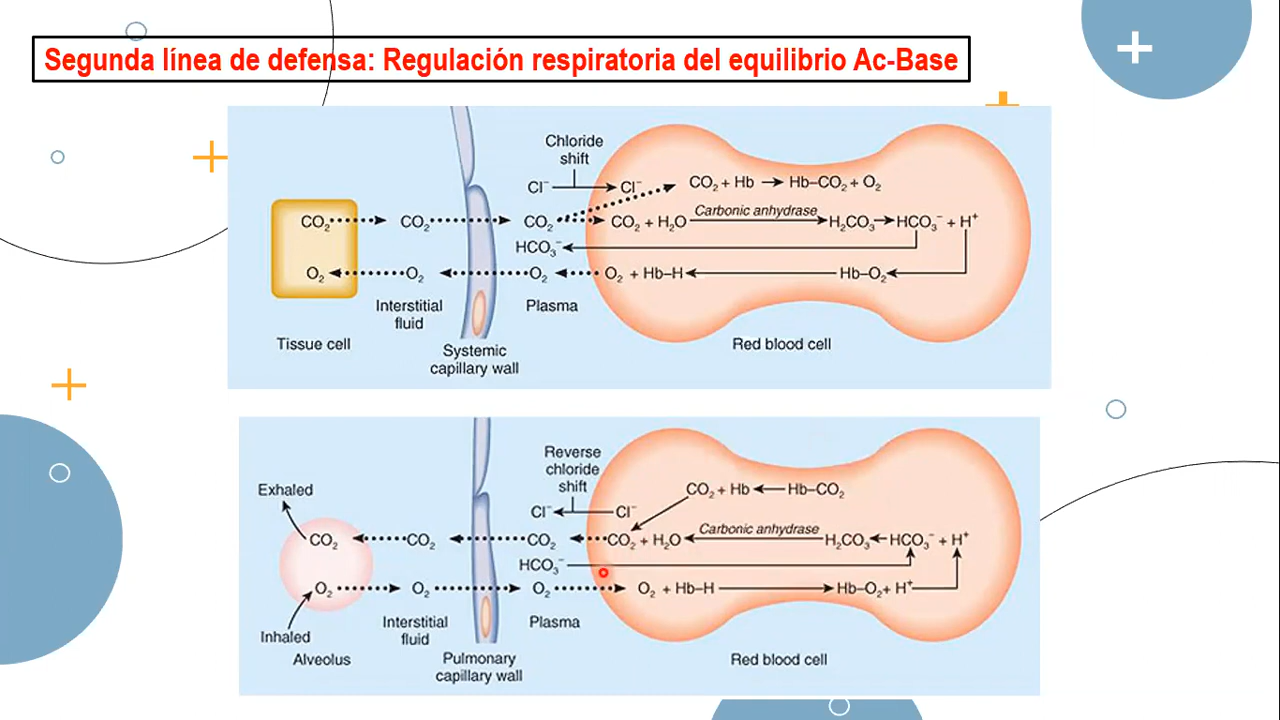 Segunda línea de defensa: Regulación respiratoria del equilibrio Ac-Base
Chloride
shift
Cl⁻ Cl⁻ CO₂ + Hb Hb–CO₂ + O₂
Carbonic anhydrase
CO₂ CO₂ CO₂ CO₂ + H₂O H₂CO₃ HCO₃⁻ + H⁺
HCO₃⁻
O₂ O₂ O₂ O₂ + Hb–H Hb–O₂
Interstitial
fluid
Plasma
Tissue cell
Systemic
capillary wall
Red blood cell
Reverse
chloride
shift
Exhaled
CO₂ + Hb Hb–CO₂
Cl⁻ Cl⁻
Carbonic anhydrase
CO₂ CO₂ CO₂ CO₂ + H₂O H₂CO₃ HCO₃⁻ + H⁺
HCO₃⁻
O₂ O₂ O₂ O₂ + Hb–H Hb–O₂ + H⁺
Interstitial
fluid
Plasma
Inhaled
Alveolus
Pulmonary
capillary wall
Red blood cell